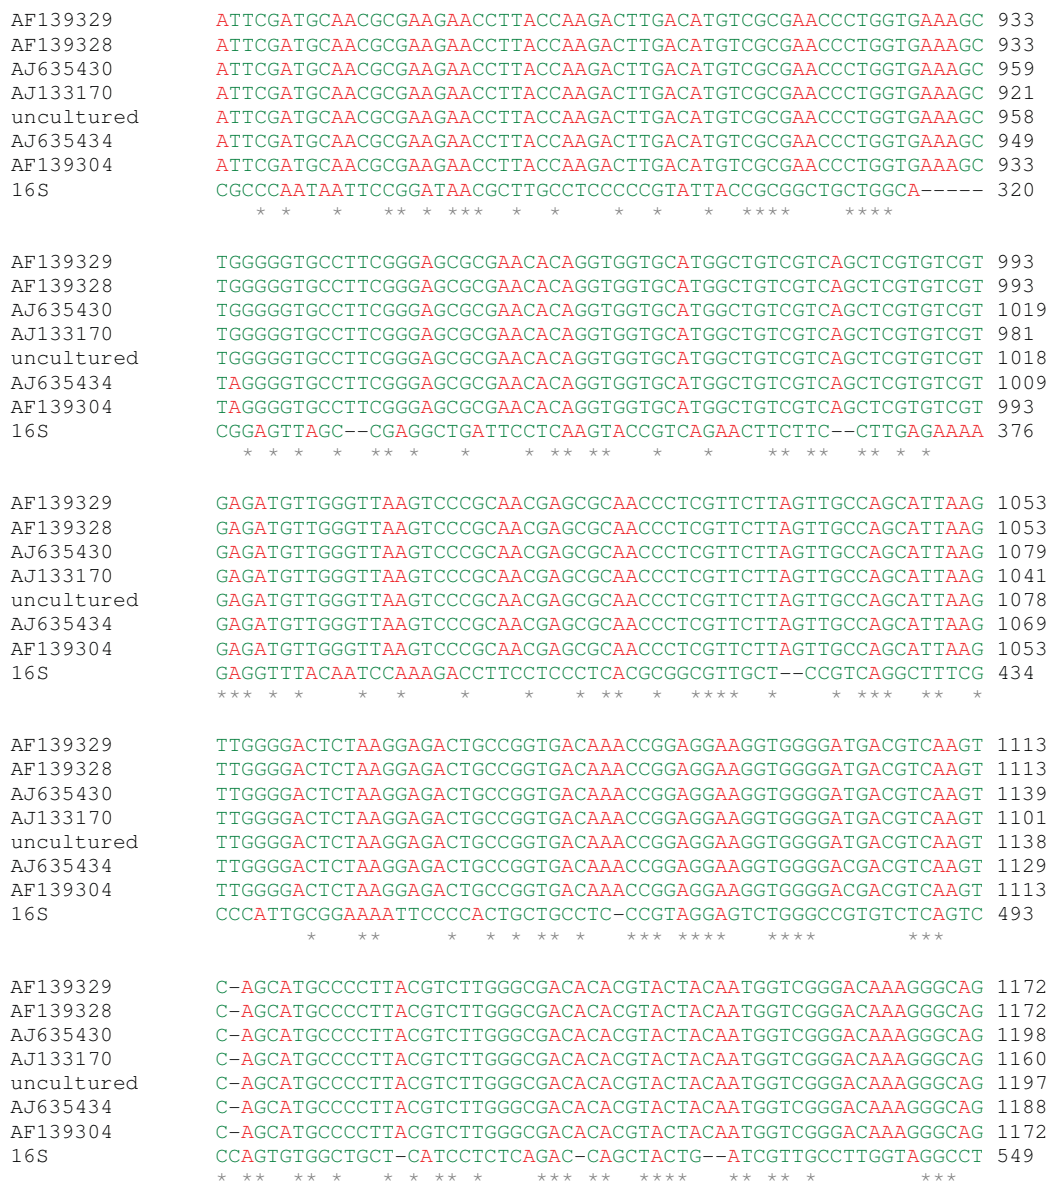 AF139329 ATTCGATGCAACGCGAAGAACCTTACCAAGACTTGACATGTCGCGAACCCTGGTGAAAGC 933
AF139328 ATTCGATGCAACGCGAAGAACCTTACCAAGACTTGACATGTCGCGAACCCTGGTGAAAGC 933
AJ635430 ATTCGATGCAACGCGAAGAACCTTACCAAGACTTGACATGTCGCGAACCCTGGTGAAAGC 959
AJ133170 ATTCGATGCAACGCGAAGAACCTTACCAAGACTTGACATGTCGCGAACCCTGGTGAAAGC 921
uncultured ATTCGATGCAACGCGAAGAACCTTACCAAGACTTGACATGTCGCGAACCCTGGTGAAAGC 958
AJ635434 ATTCGATGCAACGCGAAGAACCTTACCAAGACTTGACATGTCGCGAACCCTGGTGAAAGC 949
AF139304 ATTCGATGCAACGCGAAGAACCTTACCAAGACTTGACATGTCGCGAACCCTGGTGAAAGC 933
16S CGCCCAATAATTCCGGATAACGCTTGCCTCCCCCGTATTACCGCGGCTGCTGGCA----- 320
* * * ** * *** * * * * * **** ****
AF139329 TGGGGGTGCCTTCGGGAGCGCGAACACAGGTGGTGCATGGCTGTCGTCAGCTCGTGTCGT 993
AF139328 TGGGGGTGCCTTCGGGAGCGCGAACACAGGTGGTGCATGGCTGTCGTCAGCTCGTGTCGT 993
AJ635430 TGGGGGTGCCTTCGGGAGCGCGAACACAGGTGGTGCATGGCTGTCGTCAGCTCGTGTCGT 1019
AJ133170 TGGGGGTGCCTTCGGGAGCGCGAACACAGGTGGTGCATGGCTGTCGTCAGCTCGTGTCGT 981
uncultured TGGGGGTGCCTTCGGGAGCGCGAACACAGGTGGTGCATGGCTGTCGTCAGCTCGTGTCGT 1018
AJ635434 TAGGGGTGCCTTCGGGAGCGCGAACACAGGTGGTGCATGGCTGTCGTCAGCTCGTGTCGT 1009
AF139304 TAGGGGTGCCTTCGGGAGCGCGAACACAGGTGGTGCATGGCTGTCGTCAGCTCGTGTCGT 993
16S CGGAGTTAGC--CGAGGCTGATTCCTCAAGTACCGTCAGAACTTCTTC--CTTGAGAAAA 376
* * * * ** * * * ** ** * * ** ** ** * *
AF139329 GAGATGTTGGGTTAAGTCCCGCAACGAGCGCAACCCTCGTTCTTAGTTGCCAGCATTAAG 1053
AF139328 GAGATGTTGGGTTAAGTCCCGCAACGAGCGCAACCCTCGTTCTTAGTTGCCAGCATTAAG 1053
AJ635430 GAGATGTTGGGTTAAGTCCCGCAACGAGCGCAACCCTCGTTCTTAGTTGCCAGCATTAAG 1079
AJ133170 GAGATGTTGGGTTAAGTCCCGCAACGAGCGCAACCCTCGTTCTTAGTTGCCAGCATTAAG 1041
uncultured GAGATGTTGGGTTAAGTCCCGCAACGAGCGCAACCCTCGTTCTTAGTTGCCAGCATTAAG 1078
AJ635434 GAGATGTTGGGTTAAGTCCCGCAACGAGCGCAACCCTCGTTCTTAGTTGCCAGCATTAAG 1069
AF139304 GAGATGTTGGGTTAAGTCCCGCAACGAGCGCAACCCTCGTTCTTAGTTGCCAGCATTAAG 1053
16S GAGGTTTACAATCCAAAGACCTTCCTCCCTCACGCGGCGTTGCT--CCGTCAGGCTTTCG 434
*** * * * * * * * ** * **** * * *** ** *
AF139329 TTGGGGACTCTAAGGAGACTGCCGGTGACAAACCGGAGGAAGGTGGGGATGACGTCAAGT 1113
AF139328 TTGGGGACTCTAAGGAGACTGCCGGTGACAAACCGGAGGAAGGTGGGGATGACGTCAAGT 1113
AJ635430 TTGGGGACTCTAAGGAGACTGCCGGTGACAAACCGGAGGAAGGTGGGGATGACGTCAAGT 1139
AJ133170 TTGGGGACTCTAAGGAGACTGCCGGTGACAAACCGGAGGAAGGTGGGGATGACGTCAAGT 1101
uncultured TTGGGGACTCTAAGGAGACTGCCGGTGACAAACCGGAGGAAGGTGGGGATGACGTCAAGT 1138
AJ635434 TTGGGGACTCTAAGGAGACTGCCGGTGACAAACCGGAGGAAGGTGGGGACGACGTCAAGT 1129
AF139304 TTGGGGACTCTAAGGAGACTGCCGGTGACAAACCGGAGGAAGGTGGGGACGACGTCAAGT 1113
16S CCCATTGCGGAAAATTCCCCACTGCTGCCTC-CCGTAGGAGTCTGGGCCGTGTCTCAGTC 493
* ** * * * ** * *** **** **** ***
AF139329 C-AGCATGCCCCTTACGTCTTGGGCGACACACGTACTACAATGGTCGGGACAAAGGGCAG 1172
AF139328 C-AGCATGCCCCTTACGTCTTGGGCGACACACGTACTACAATGGTCGGGACAAAGGGCAG 1172
AJ635430 C-AGCATGCCCCTTACGTCTTGGGCGACACACGTACTACAATGGTCGGGACAAAGGGCAG 1198
AJ133170 C-AGCATGCCCCTTACGTCTTGGGCGACACACGTACTACAATGGTCGGGACAAAGGGCAG 1160
uncultured C-AGCATGCCCCTTACGTCTTGGGCGACACACGTACTACAATGGTCGGGACAAAGGGCAG 1197
AJ635434 C-AGCATGCCCCTTACGTCTTGGGCGACACACGTACTACAATGGTCGGGACAAAGGGCAG 1188
AF139304 C-AGCATGCCCCTTACGTCTTGGGCGACACACGTACTACAATGGTCGGGACAAAGGGCAG 1172
16S CCAGTGTGGCTGCT-CATCCTCTCAGAC-CAGCTACTG--ATCGTTGCCTTGGTAGGCCT 549
* ** ** * * * ** * *** ** **** ** ** * ***